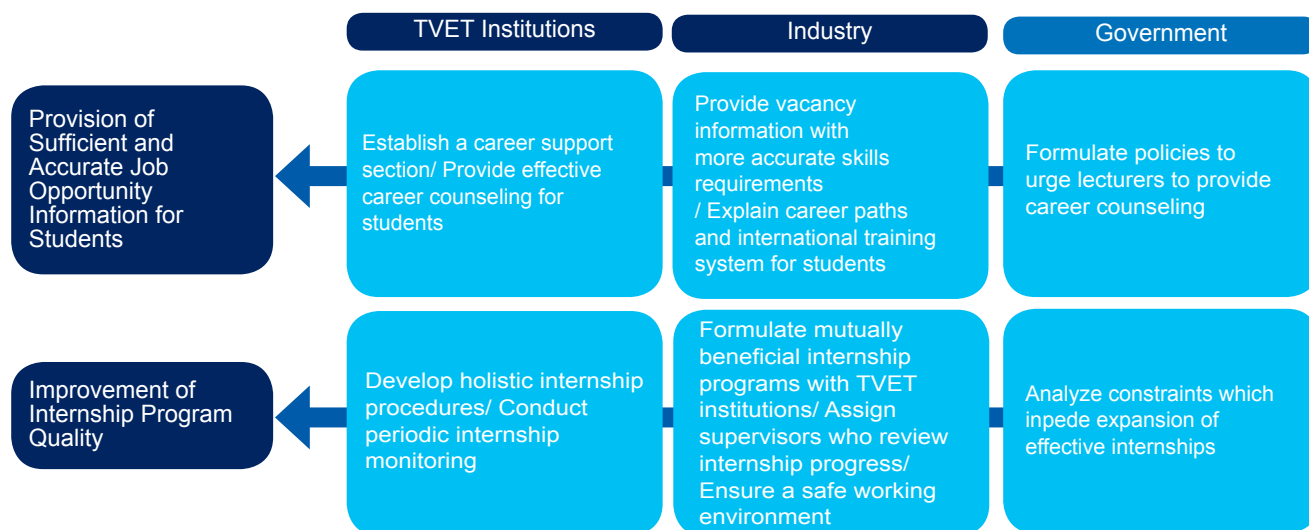 TVET Institutions
Industry
Government
Provision of
Sufficient and
Accurate Job
Opportunity
Information for
Students
Establish a career support
section/ Provide effective
career counseling for
students
Provide vacancy
information with
more accurate skills
requirements
/ Explain career paths
and international training
system for students
Formulate policies to
urge lecturers to provide
career counseling
Improvement of
Internship Program
Quality
Develop holistic internship
procedures/ Conduct
periodic internship
monitoring
Formulate mutually
beneficial internship
programs with TVET
institutions/ Assign
supervisors who review
internship progress/
Ensure a safe working
environment
Analyze constraints which
inpede expansion of
effective internships